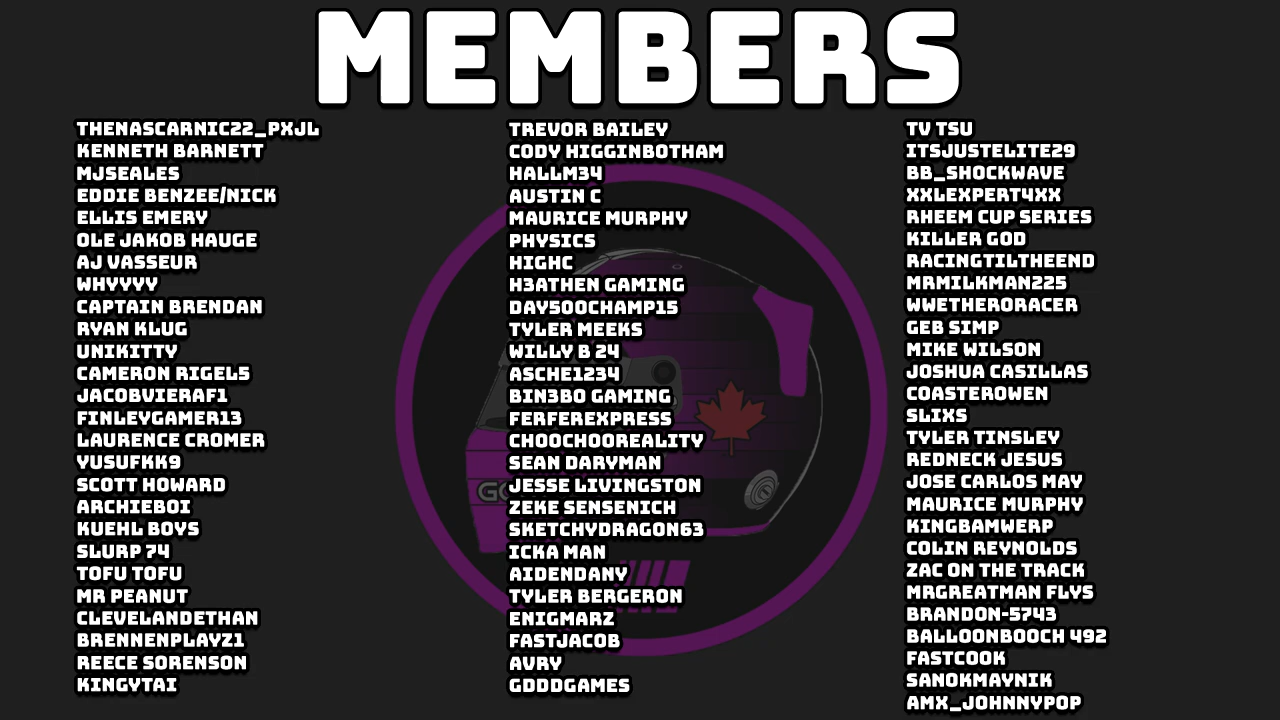 MEMBERS
THENASCARNIC22_PXJL
KENNETH BARNETT
MJSEALES
EDDIE BENZEE/NICK
ELLIS EMERY
OLE JAKOB HAUGE
AJ VASSEUR
WHYYYY
CAPTAIN BRENDAN
RYAN KLUG
UNIKITTY
CAMERON RIGEL5
JACOBVIERAF1
FINLEYGAMER13
LAURENCE CROMER
YUSUFKK9
SCOTT HOWARD
ARCHIEBOI
KUEHL BOYS
SLURP 74
TOFU TOFU
MR PEANUT
CLEVELANDETHAN
BRENNENPLAYZ1
REECE SORENSON
KINGYTAI
TREVOR BAILEY
CODY HIGGINBOTHAM
HALLM34
AUSTIN C
MAURICE MURPHY
PHYSICS
HIGHC
H3ATHEN GAMING
DAY500CHAMP15
TYLER MEEKS
WILLY B 24
ASCHE1234
BIN3BO GAMING
FERFEREXPRESS
CHOOCHOOREALITY
SEAN DARYMAN
JESSE LIVINGSTON
ZEKE SENSENICH
SKETCHYDRAGON63
ICKA MAN
AIDENDANY
TYLER BERGERON
ENIGMARZ
FASTJACOB
AVRY
GDDDGAMES
TV TSU
ITSJUSTELITE29
BB_SHOCKWAVE
XXLEXPERT4XX
RHEEM CUP SERIES
KILLER GOD
RACINGTILTHEEND
MRMILKMAN225
WWETHERORACER
GEB SIMP
MIKE WILSON
JOSHUA CASILLAS
COASTEROWEN
SLIXS
TYLER TINSLEY
REDNECK JESUS
JOSE CARLOS MAY
MAURICE MURPHY
KINGBAMWERP
COLIN REYNOLDS
ZAC ON THE TRACK
MRGREATMAN FLYS
BRANDON-5743
BALLOONBOOCH 492
FASTCOOK
SANOKMAYNIK
AMX_JOHNNYPOP